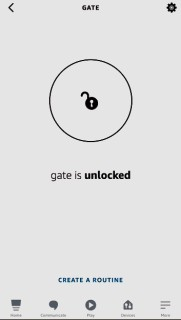 GATE
gate is unlocked
CREATE A ROUTINE
Home Communicate Play Devices More